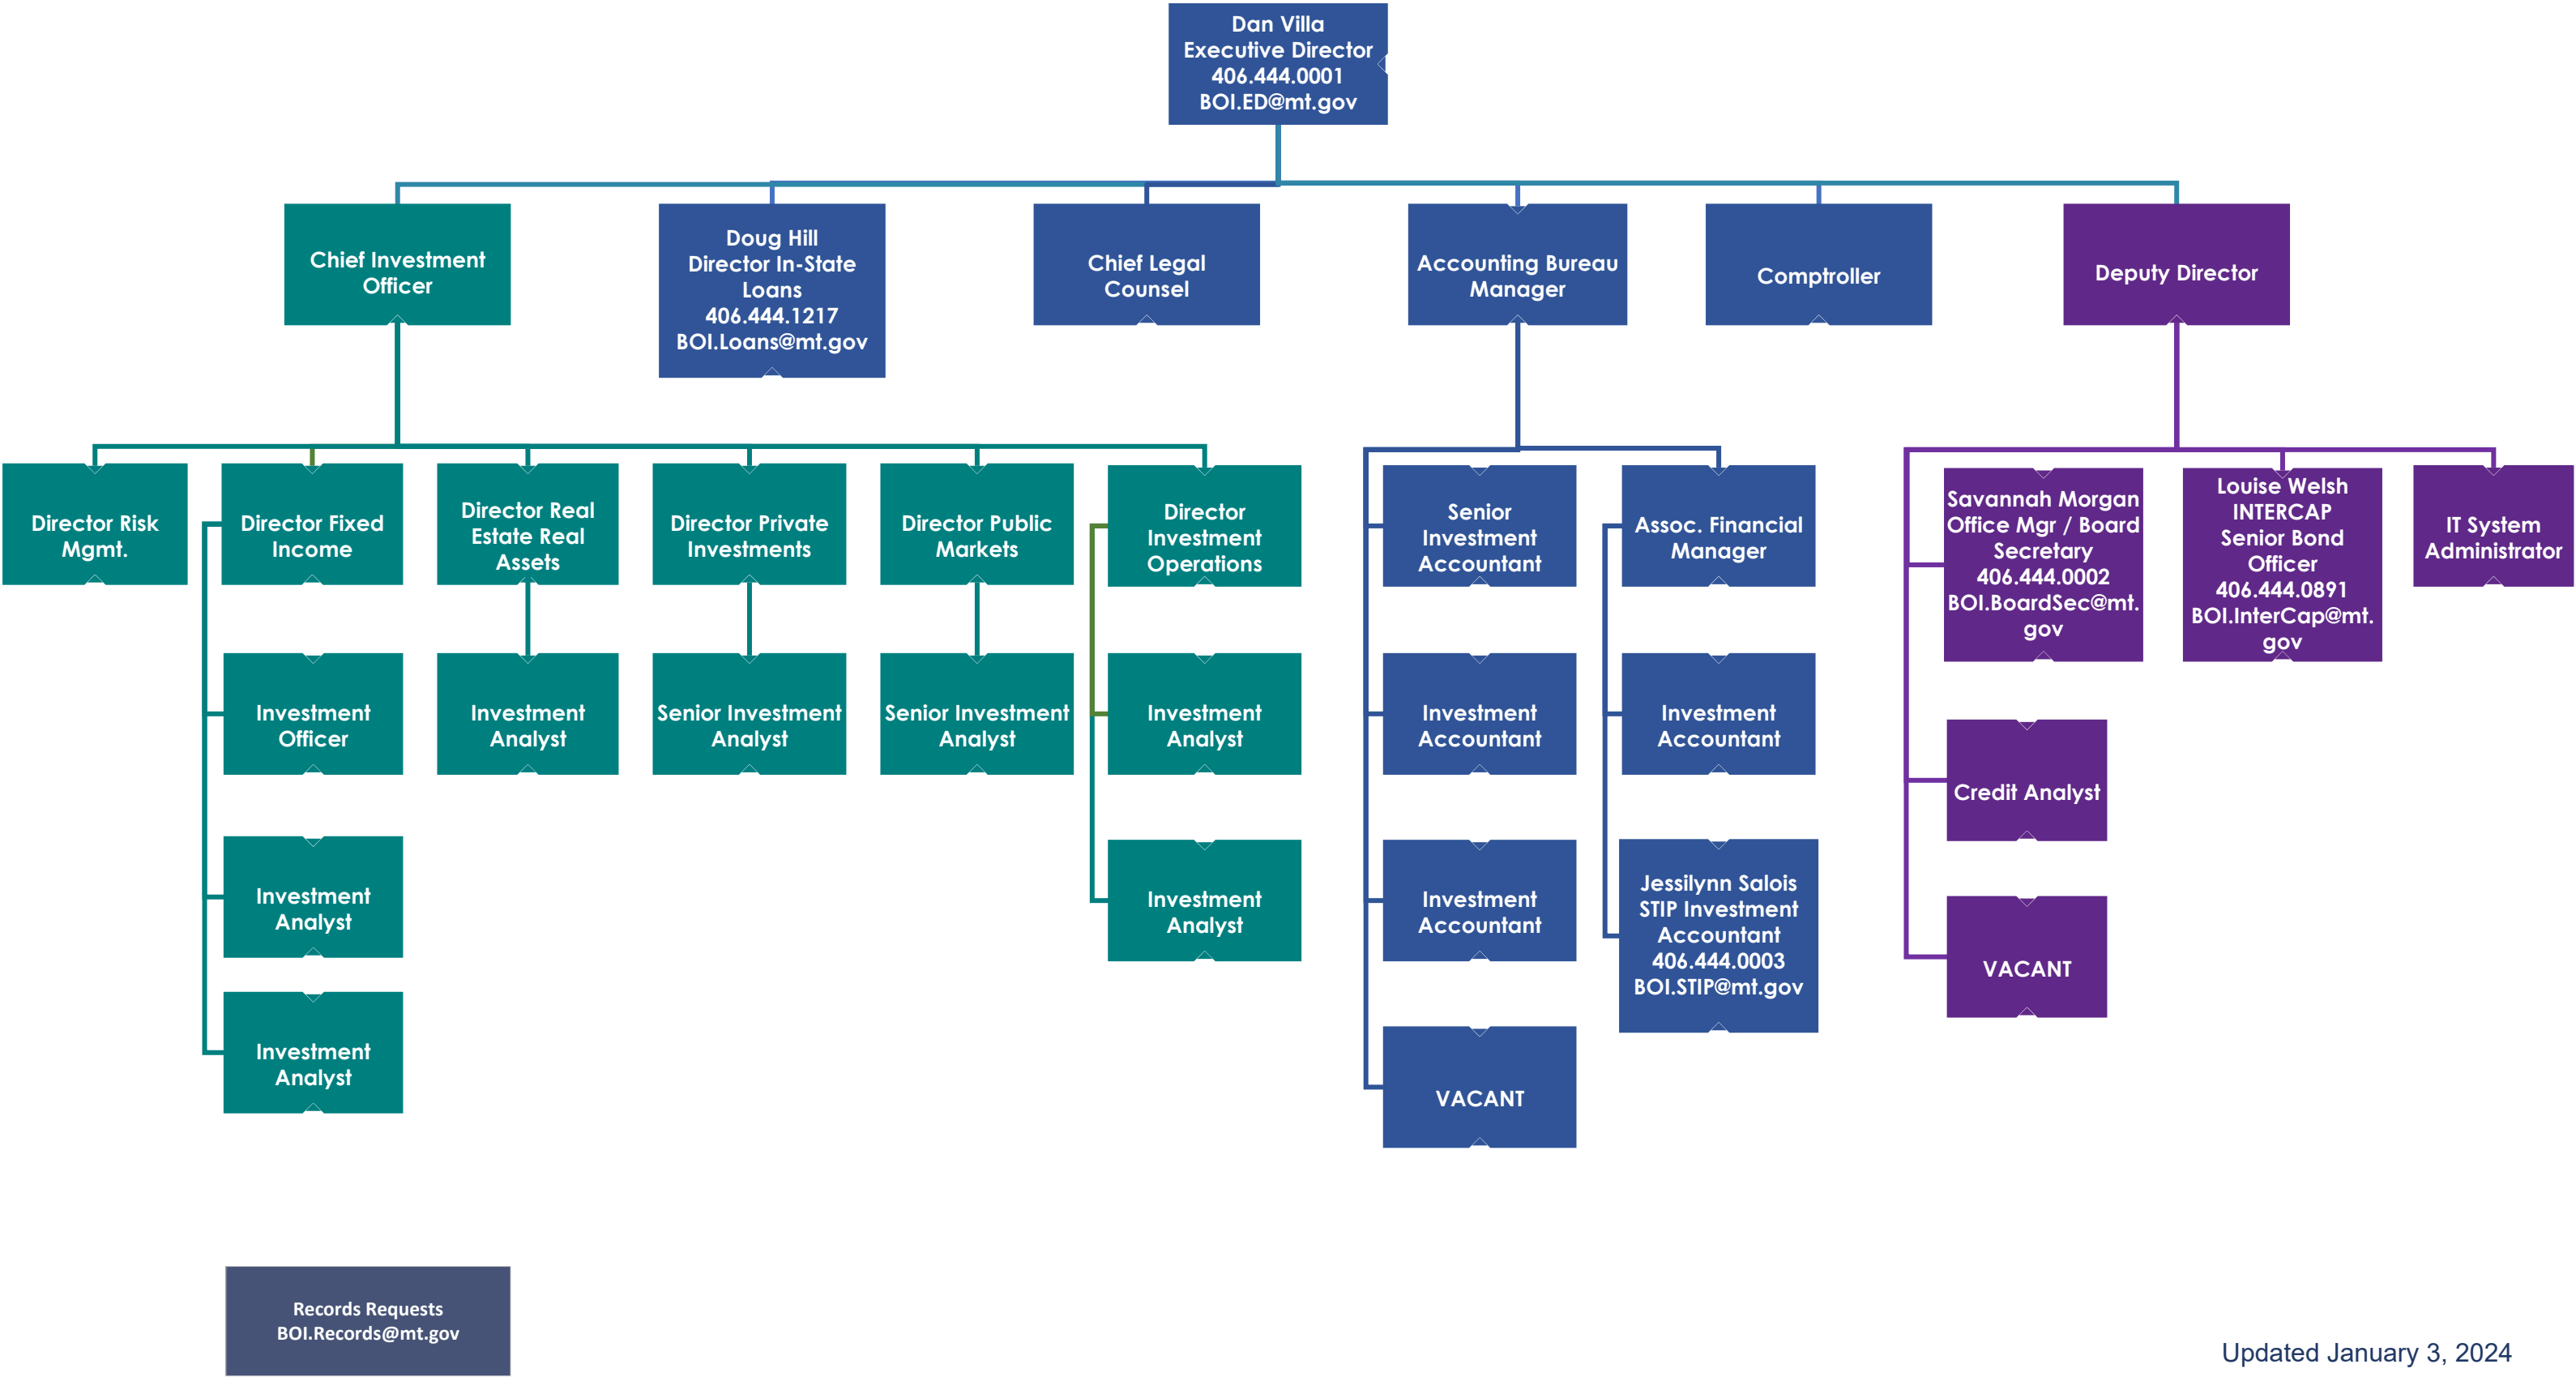 Dan Villa
Executive Director
406.444.0001
BOI.ED@mt.gov
Chief Investment
Officer
Doug Hill
Director In-State
Loans
406.444.1217
BOI.Loans@mt.gov
Chief Legal
Counsel
Accounting Bureau
Manager
Comptroller
Deputy Director
Director Risk
Mgmt.
Director Fixed
Income
Director Real
Estate Real
Assets
Director Private
Investments
Director Public
Markets
Director
Investment
Operations
Senior
Investment
Accountant
Assoc. Financial
Manager
Savannah Morgan
Office Mgr / Board
Secretary
406.444.0002
BOI.BoardSec@mt.
gov
Louise Welsh
INTERCAP
Senior Bond
Officer
406.444.0891
BOI.InterCap@mt.
gov
IT System
Administrator
Investment
Officer
Investment
Analyst
Senior Investment
Analyst
Senior Investment
Analyst
Investment
Analyst
Investment
Accountant
Investment
Accountant
Credit Analyst
Investment
Analyst
Investment
Analyst
Investment
Accountant
Jessilynn Salois
STIP Investment
Accountant
406.444.0003
BOI.STIP@mt.gov
VACANT
Investment
Analyst
VACANT
Records Requests
BOI.Records@mt.gov
Updated January 3, 2024